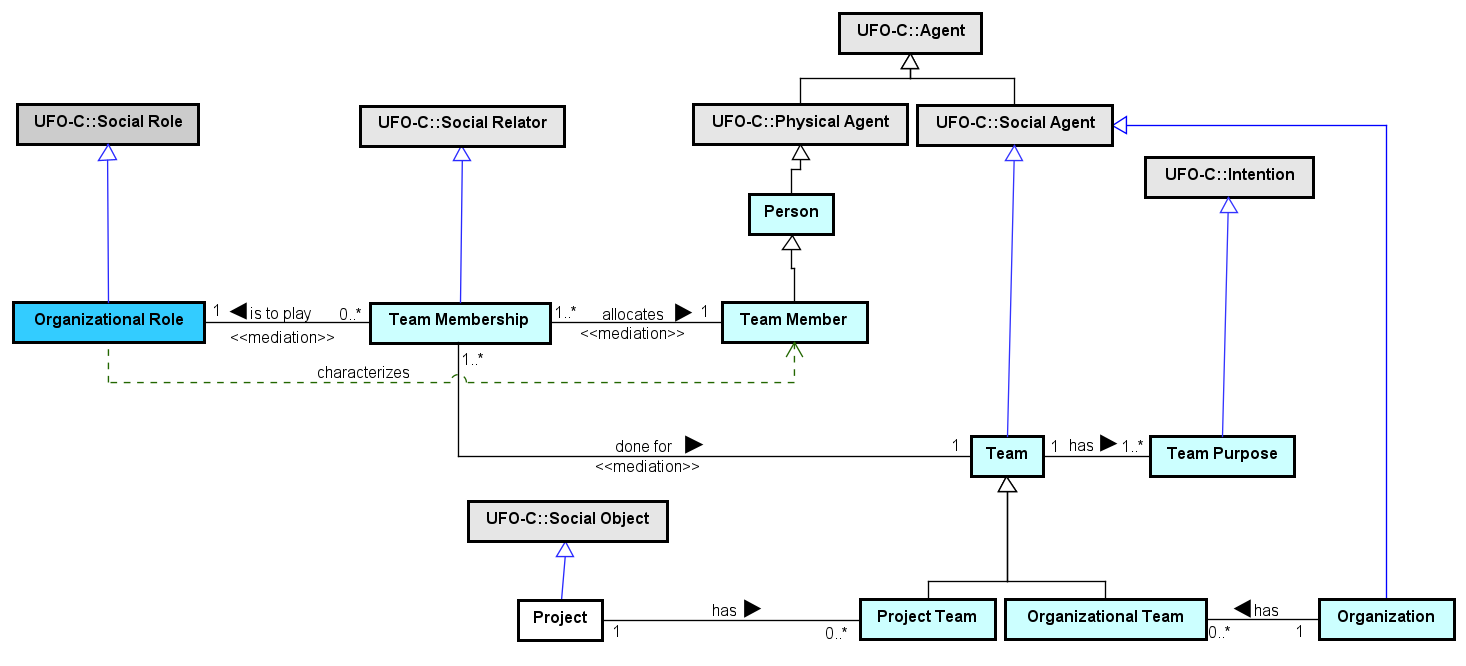 UFO-C::Agent
UFO-C::Social Role
UFO-C::Social Relator
UFO-C::Physical Agent
UFO-C::Social Agent
UFO-C::Intention
Person
Organizational Role
1
is to play
0..*
<<mediation>>
Team Membership
1..*
allocates
1
<<mediation>>
Team Member
1..*
characterizes
done for
<<mediation>>
1
Team
1
has
1..*
Team Purpose
UFO-C::Social Object
Project
1
has
0..*
Project Team
Organizational Team
0..*
has
1
Organization